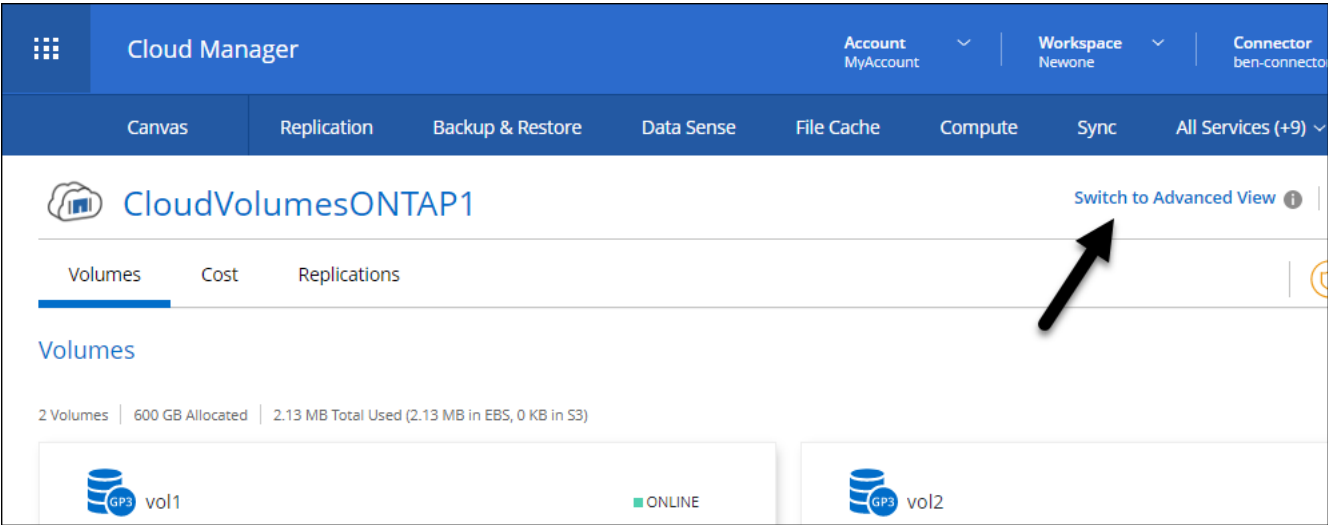 Cloud Manager
Account
MyAccount
Workspace
Newone
Connector
ben-connector
Canvas Replication Backup & Restore Data Sense File Cache Compute Sync All Services (+9)
CloudVolumesONTAP1
Switch to Advanced View
Volumes Cost Replications
Volumes
2 Volumes 600 GB Allocated 2.13 MB Total Used (2.13 MB in EBS, 0 KB in S3)
GP3 vol1 ONLINE
GP3 vol2